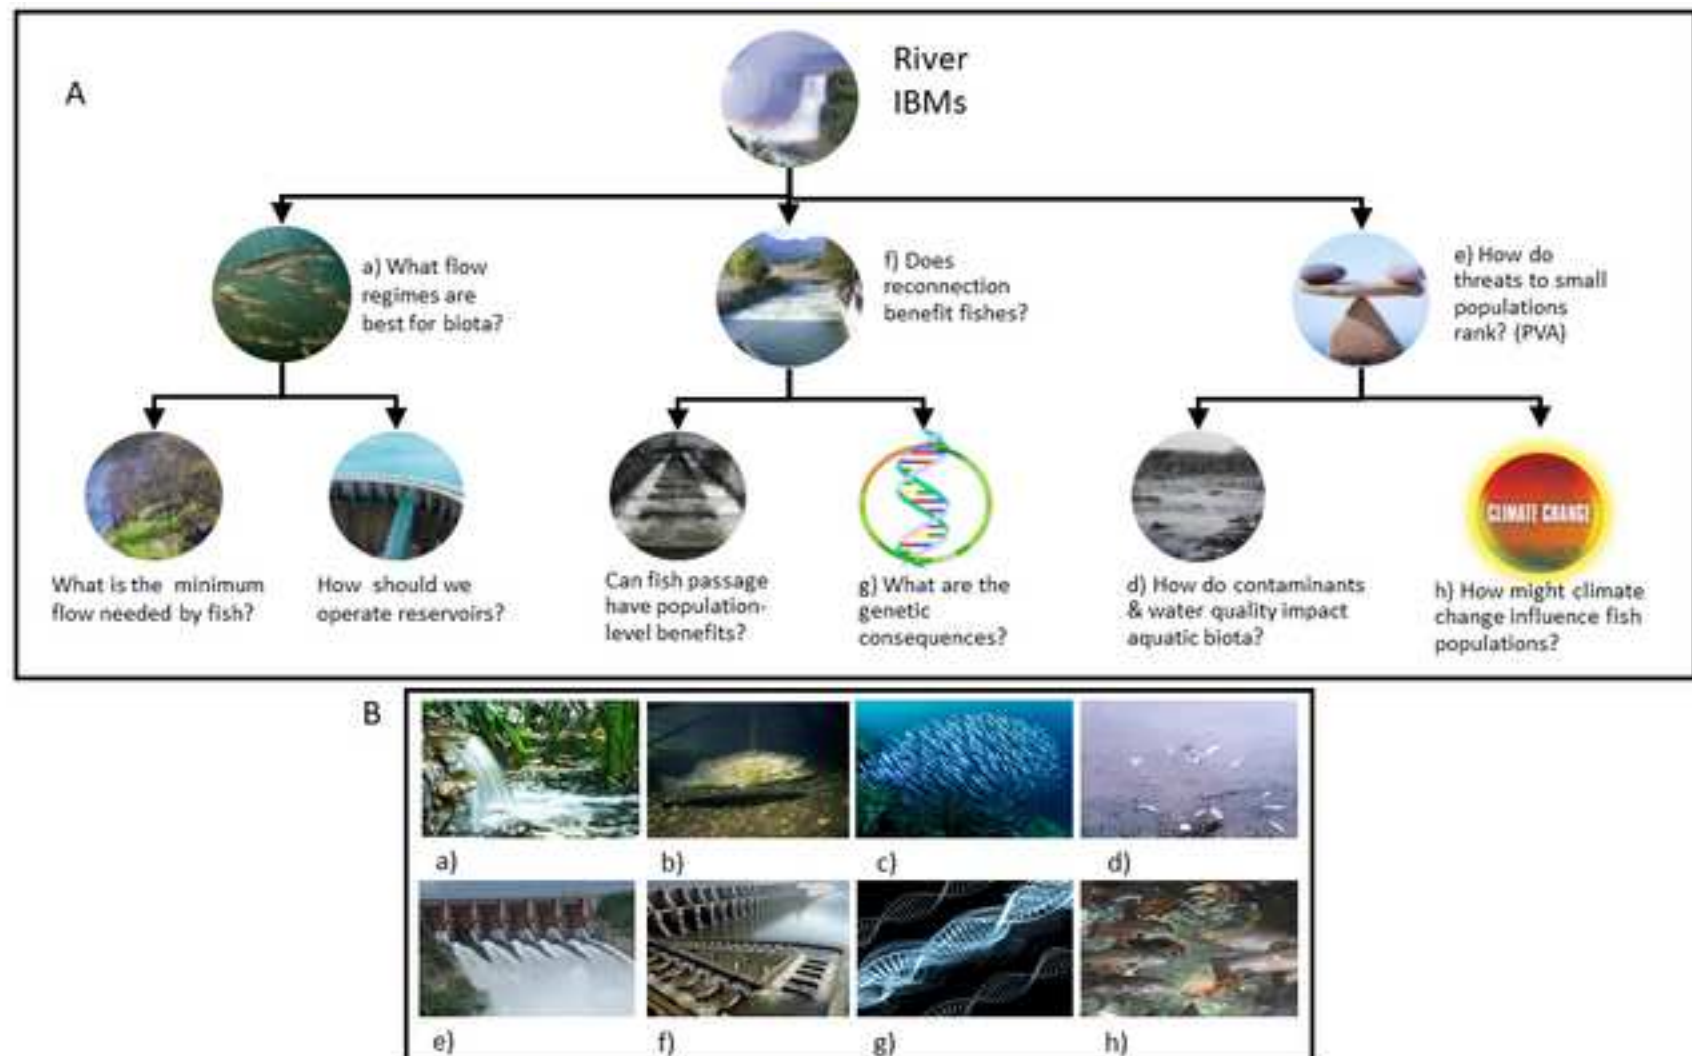 A
River
IBMs
a) What flow
regimes are
best for biota?
f) Does
reconnection
benefit fishes?
e) How do
threats to small
populations
rank? (PVA)
What is the minimum
flow needed by fish?
How should we
operate reservoirs?
Can fish passage
have population-
level benefits?
g) What are the
genetic
consequences?
d) How do contaminants
& water quality impact
aquatic biota?
CLIMATE CHANGE
h) How might climate
change influence fish
populations?
B
a)
b)
c)
d)
e)
f)
g)
h)